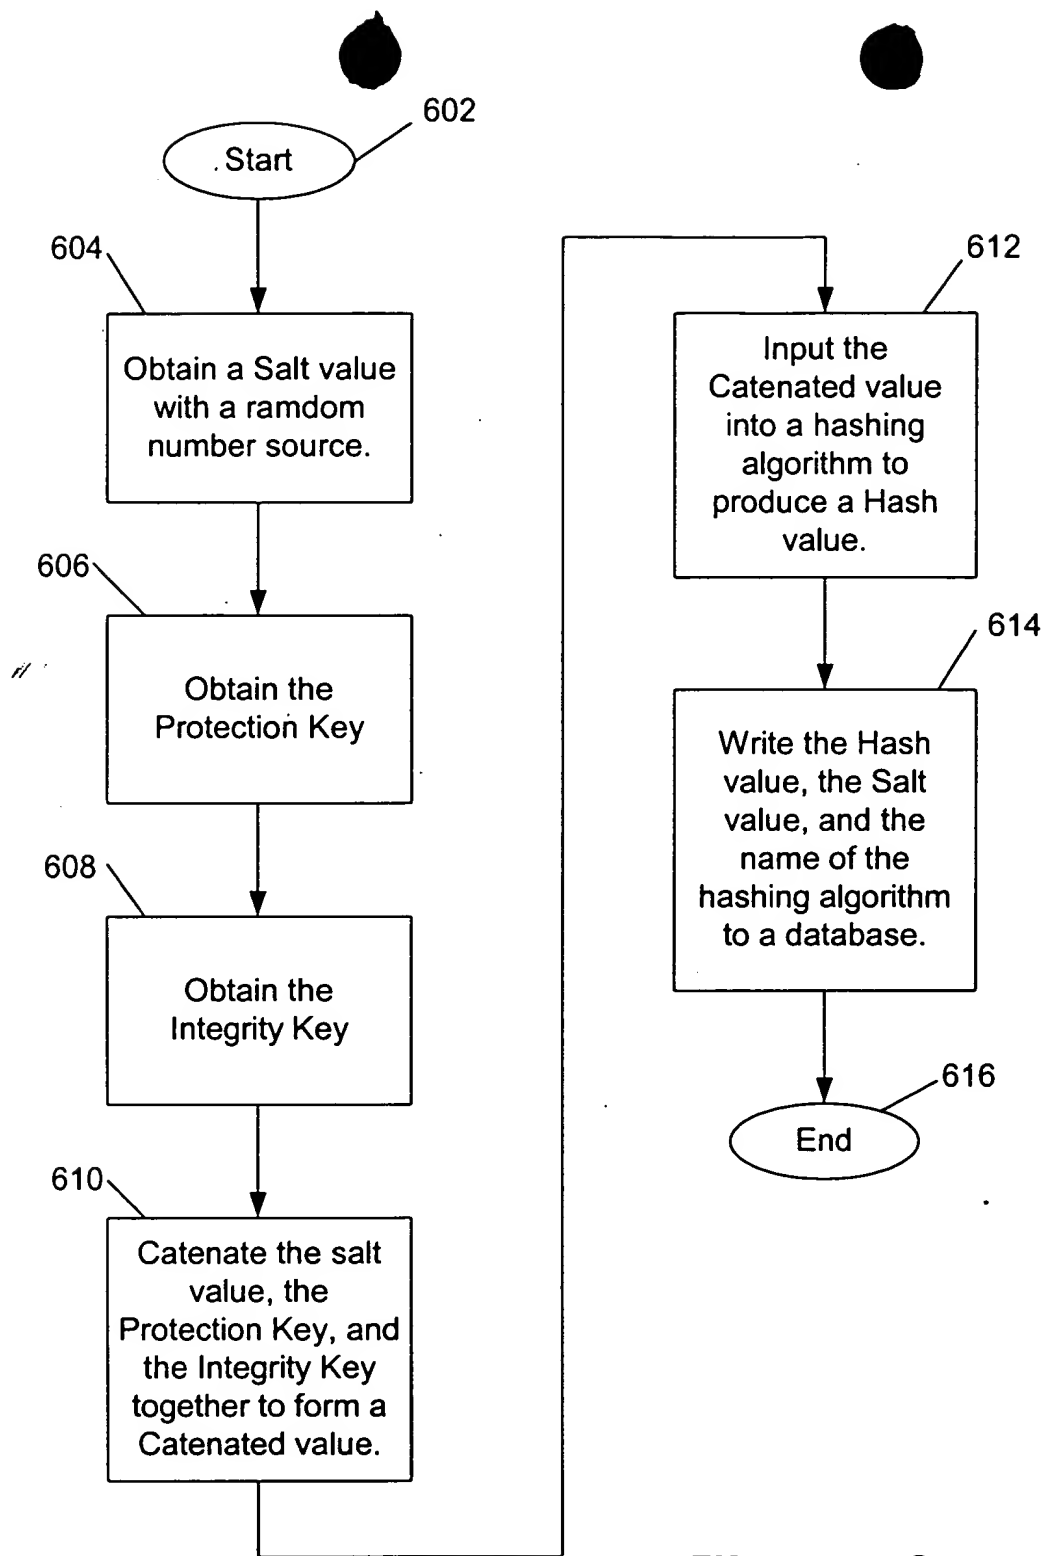 602
Start
604
Obtain a Salt value
with a ramdom
number source.
606
Obtain the
Protection Key
608
Obtain the
Integrity Key
610
Catenate the salt
value, the
Protection Key, and
the Integrity Key
together to form a
Catenated value.
612
Input the
Catenated value
into a hashing
algorithm to
produce a Hash
value.
614
Write the Hash
value, the Salt
value, and the
name of the
hashing algorithm
to a database.
616
End